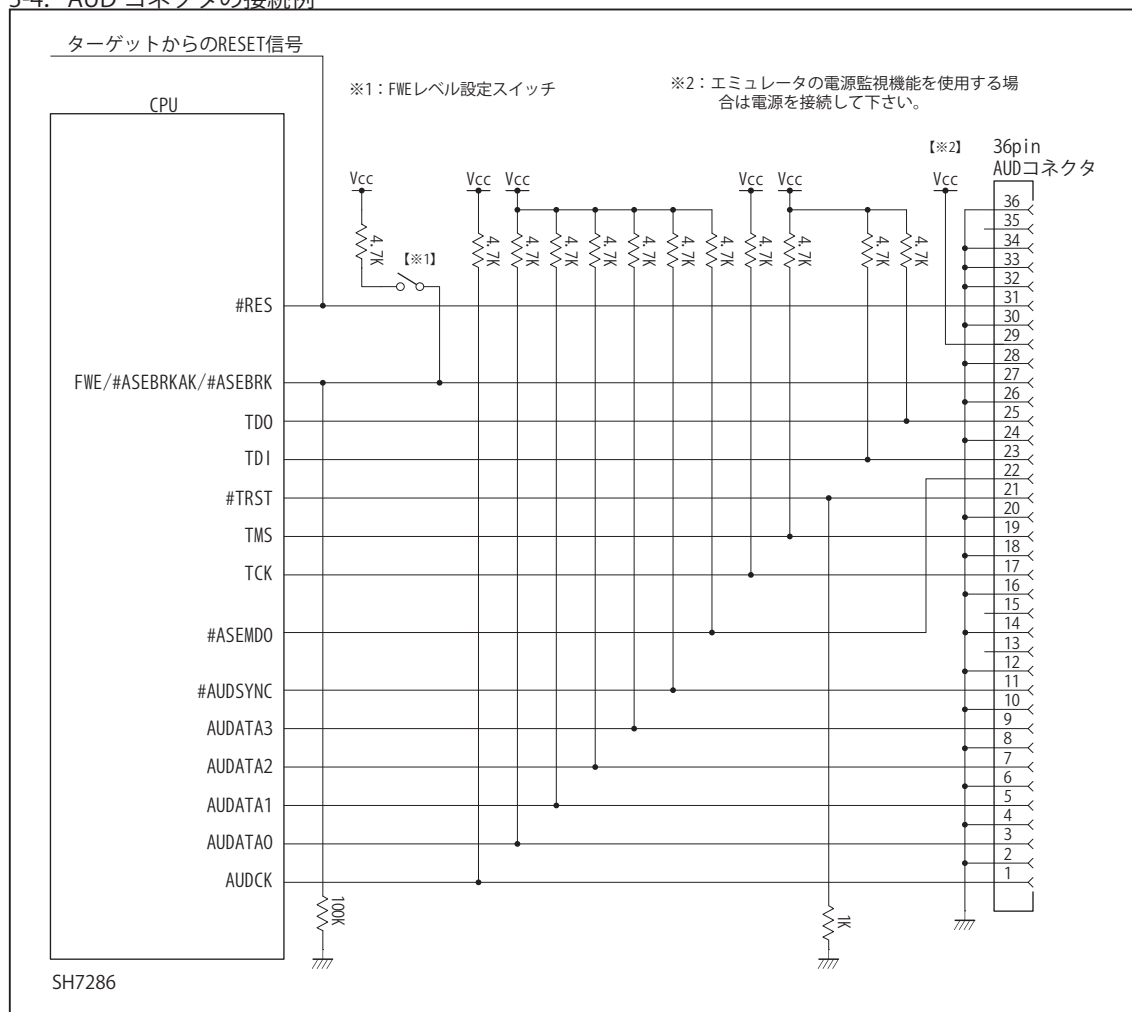 3-4. AUD コネクタの接続例
ターゲットからのRESET信号
※1：FWEレベル設定スイッチ
※2：エミュレータの電源監視機能を使用する場
合は電源を接続して下さい。
CPU
【※2】
36pin
AUDコネクタ
Vcc
Vcc
Vcc
Vcc
Vcc
Vcc
4.7K
4.7K
4.7K
4.7K
4.7K
4.7K
4.7K
4.7K
4.7K
4.7K
4.7K
4.7K
【※1】
#RES
FWE/#ASEBRKAK/#ASEBRK
TDO
TDI
#TRST
TMS
TCK
#ASEMDO
#AUDSYNC
AUDATA3
AUDATA2
AUDATA1
AUDATA0
AUDCK
36
35
34
33
32
31
30
29
28
27
26
25
24
23
22
21
20
19
18
17
16
15
14
13
12
11
10
9
8
7
6
5
4
3
2
1
100K
1K
SH7286